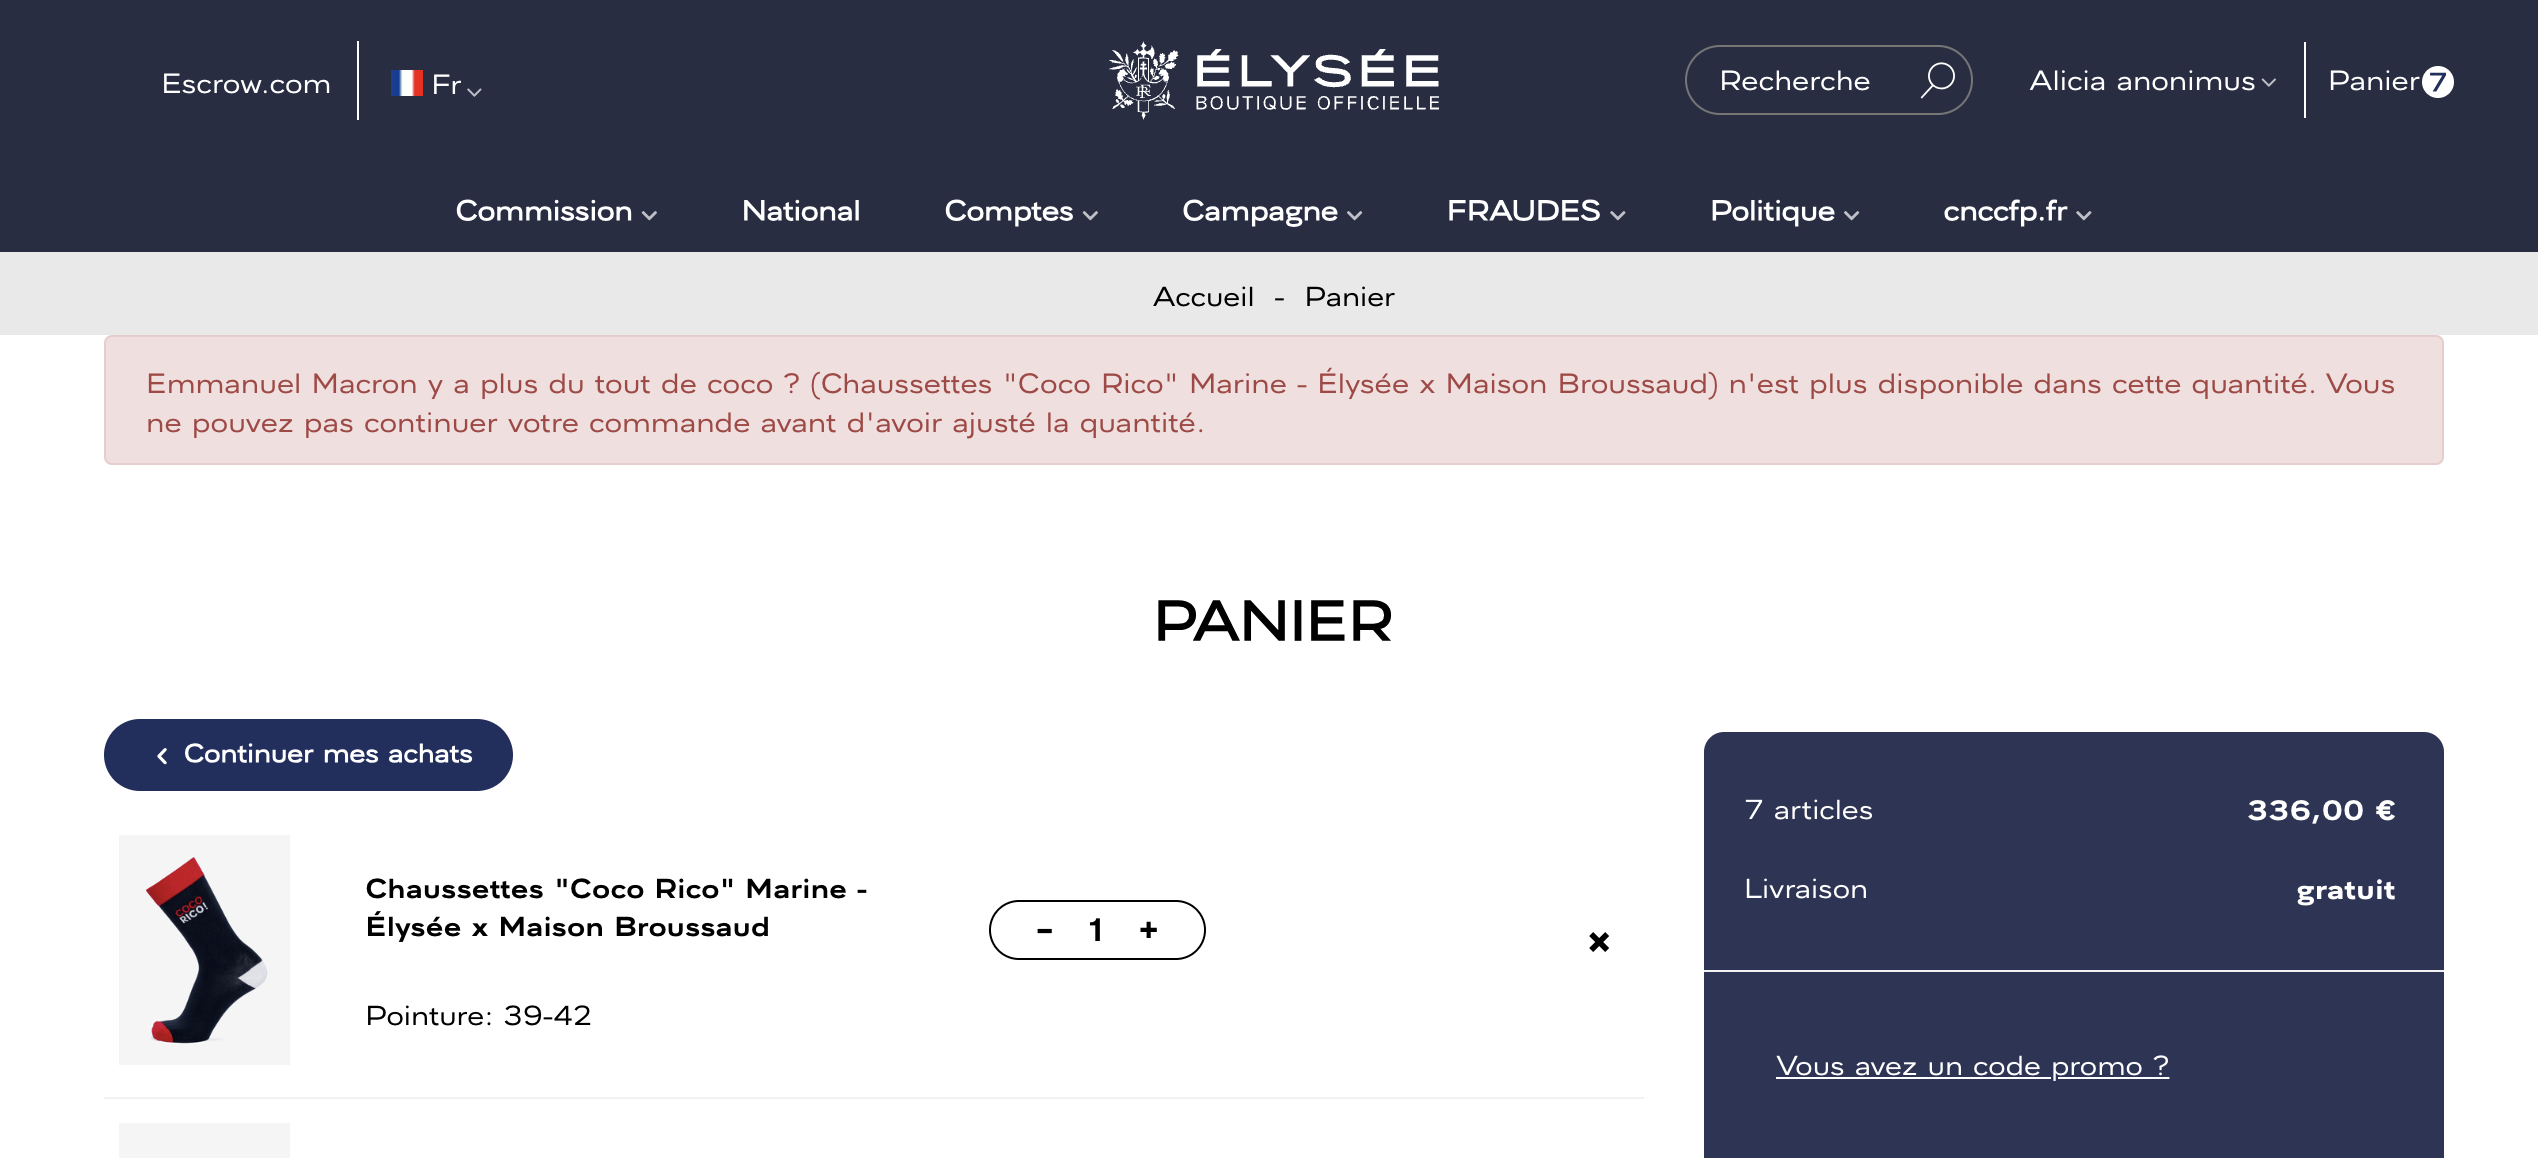 Escrow.com
Fr
ÉLYSÉE
BOUTIQUE OFFICIELLE
Recherche
Alicia anonimus
Panier 7
Commission
National
Comptes
Campagne
FRAUDES
Politique
cnccfp.fr
Accueil - Panier
Emmanuel Macron y a plus du tout de coco ? (Chaussettes "Coco Rico" Marine - Élysée x Maison Broussaud) n'est plus disponible dans cette quantité. Vous
ne pouvez pas continuer votre commande avant d'avoir ajusté la quantité.
PANIER
Continuer mes achats
COCO
RICO!
Chaussettes "Coco Rico" Marine -
Élysée x Maison Broussaud
- 1 +
Pointure: 39-42
7 articles 336,00 €
Livraison gratuit
Vous avez un code promo ?